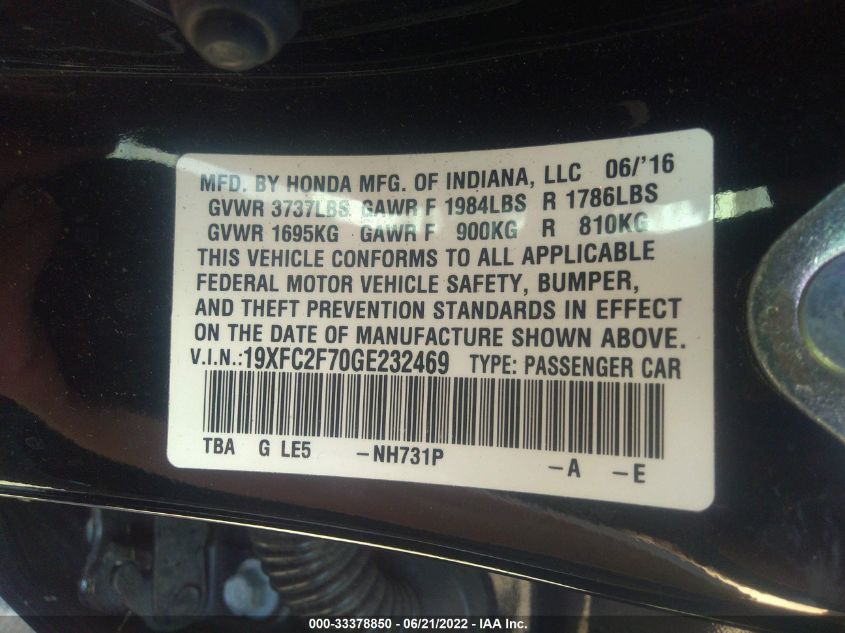 MFD. BY HONDA MFG. OF INDIANA, LLC 06/'16
GVWR 3737LBS GAWR F 1984LBS R 1786LBS
GVWR 1695KG GAWR F 900KG R 810KG
THIS VEHICLE CONFORMS TO ALL APPLICABLE
FEDERAL MOTOR VEHICLE SAFETY, BUMPER,
AND THEFT PREVENTION STANDARDS IN EFFECT
ON THE DATE OF MANUFACTURE SHOWN ABOVE.
V.I.N.:19XFC2F70GE232469 TYPE: PASSENGER CAR
TBA G LE5 -NH731P -A -E
000-33378850 - 06/21/2022 - IAA Inc.